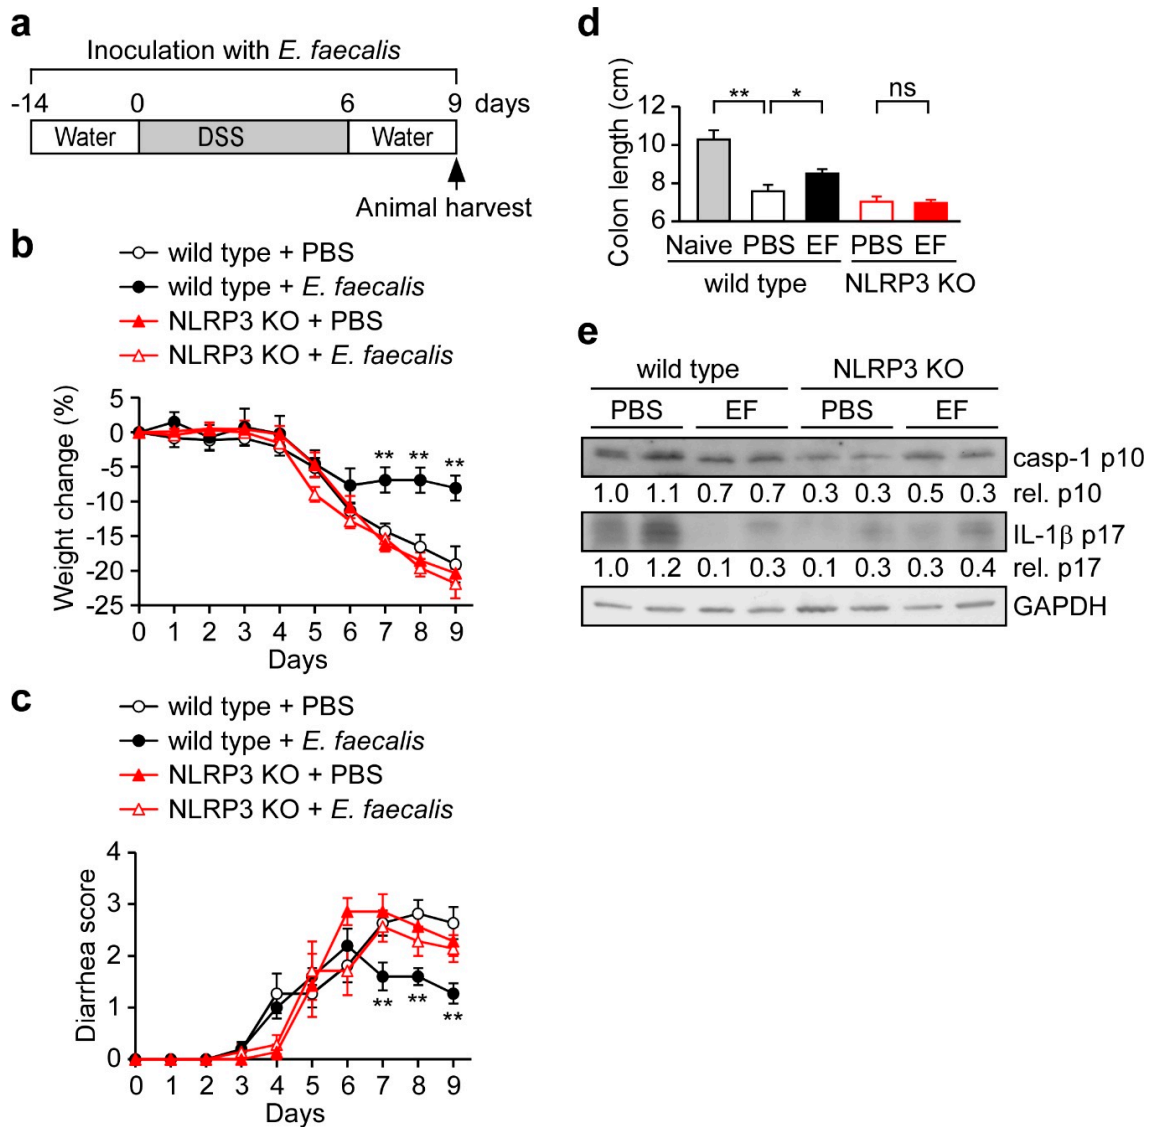 a
Inoculation with E. faecalis
-14 0 6 9 days
Water DSS Water
Animal harvest
b
wild type + PBS
wild type + E. faecalis
NLRP3 KO + PBS
NLRP3 KO + E. faecalis
Weight change (%)
5
0
-5
-10
-15
-20
-25
** ** **
0 1 2 3 4 5 6 7 8 9
Days
c
wild type + PBS
wild type + E. faecalis
NLRP3 KO + PBS
NLRP3 KO + E. faecalis
Diarrhea score
4
3
2
1
0
** ** **
0 1 2 3 4 5 6 7 8 9
Days
d
Colon length (cm)
12
10
8
6
** * ns
Naive PBS EF PBS EF
wild type NLRP3 KO
e
wild type NLRP3 KO
PBS EF PBS EF
casp-1 p10
1.0 1.1 0.7 0.7 0.3 0.3 0.5 0.3 rel. p10
IL-1β p17
1.0 1.2 0.1 0.3 0.1 0.3 0.3 0.4 rel. p17
GAPDH